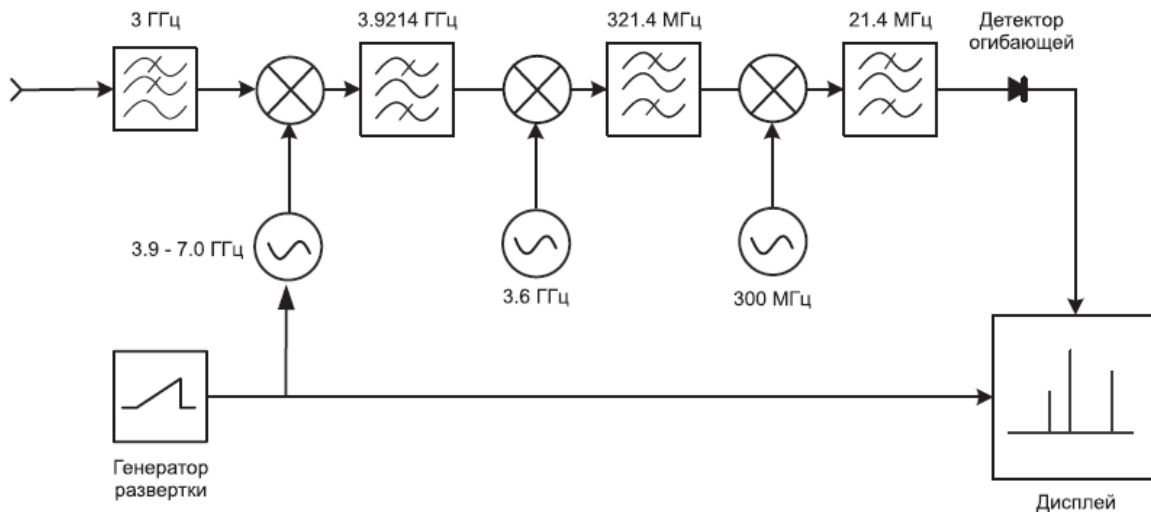 3 ГГц
3.9214 ГГц
321.4 МГц
21.4 МГц
Детектор
огибающей
3.9 - 7.0 ГГц
3.6 ГГц
300 МГц
Генератор
развертки
Дисплей